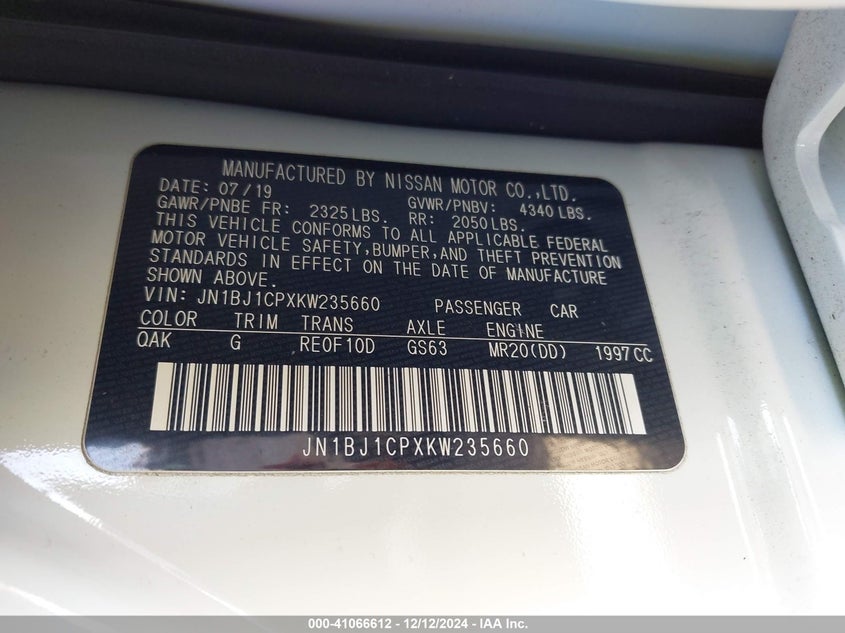 MANUFACTURED BY NISSAN MOTOR CO.,LTD.
DATE: 07/19
GAWR/PNBE FR: 2325LBS. GVWR/PNBV: 4340LBS.
RR: 2050LBS.
THIS VEHICLE CONFORMS TO ALL APPLICABLE FEDERAL
MOTOR VEHICLE SAFETY,BUMPER,AND THEFT PREVENTION
STANDARDS IN EFFECT ON THE DATE OF MANUFACTURE
SHOWN ABOVE.
VIN: JN1BJ1CPXKW235660 PASSENGER CAR
COLOR TRIM TRANS AXLE ENGINE
QAK G RE0F10D GS63 MR20(DD) 1997CC
JN1BJ1CPXKW235660
000-41066612 - 12/12/2024 - IAA Inc.